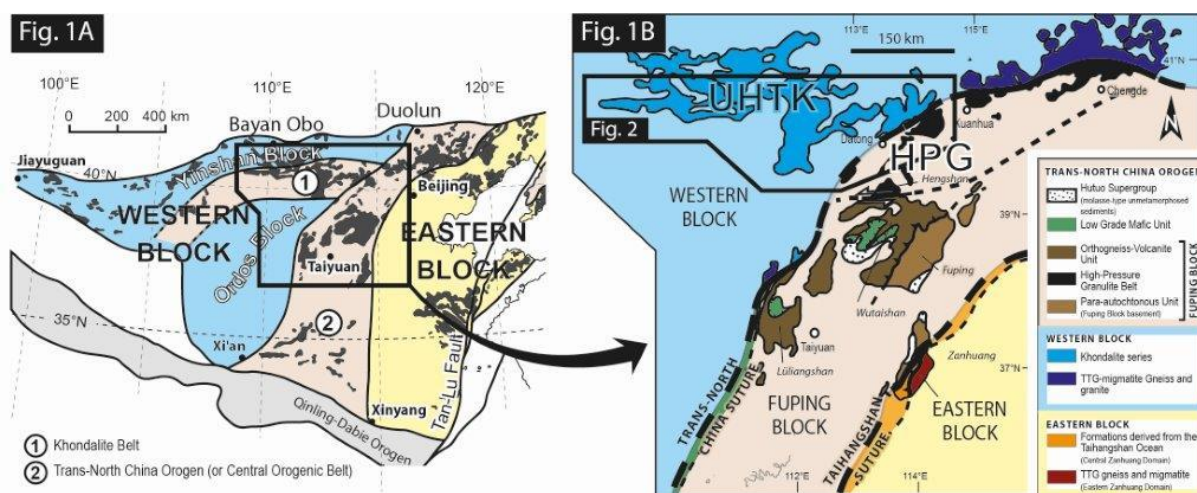 Fig. 1A
100°E
110°E
120°E
0 200 400 km
Duolun
Bayan Obo
Jiayuguan
40°N
Yinshan Block
1
Beijing
WESTERN
BLOCK
Ordos Block
EASTERN
BLOCK
Taiyuan
35°N
2
Xi'an
Xinyang
Tan-Lu Fault
Qinling-Dabie Orogen
1 Khondalite Belt
2 Trans-North China Orogen (or Central Orogenic Belt)
Fig. 1B
113°E
115°E
150 km
41°N
UHTK
Chengde
Xuanhua
Fig. 2
Datong
HPG
Hengshan
WESTERN
BLOCK
39°N
Fuping
Wutaishan
Taiyuan
Zanhuang
Lüliangshan
37°N
TRANS-NORTH
CHINA SUTURE
FUPING
BLOCK
TAIHANGSHAN
SUTURE
EASTERN
BLOCK
112°E
114°E
TRANS-NORTH CHINA OROGEN
Hutuo Supergroup
(molasse-type unmetamorphosed
sediments)
Low Grade Mafic Unit
Orthogneiss-Volcanite
Unit
High-Pressure
Granulite Belt
Para-autochtonous Unit
(Fuping Block basement)
FUPING BLOCK
WESTERN BLOCK
Khondalite series
TTG-migmatite Gneiss and
granite
EASTERN BLOCK
Formations derived from the
Taihangshan Ocean
(Central Zanhuang Domain)
TTG gneiss and migmatite
(Eastern Zanhuang Domain)